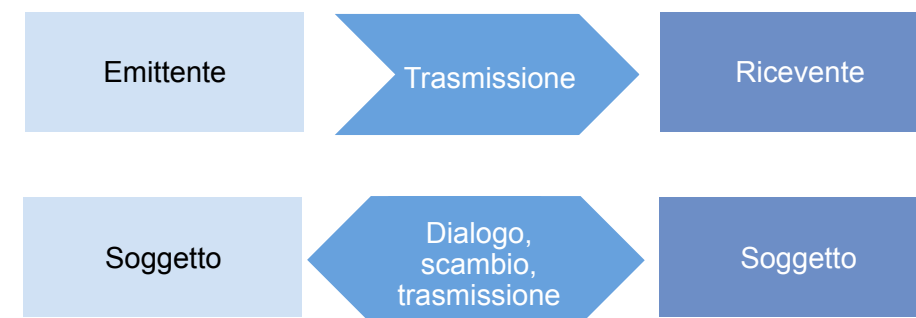 Emittente
Trasmissione
Ricevente
Soggetto
Dialogo,
scambio,
trasmissione
Soggetto